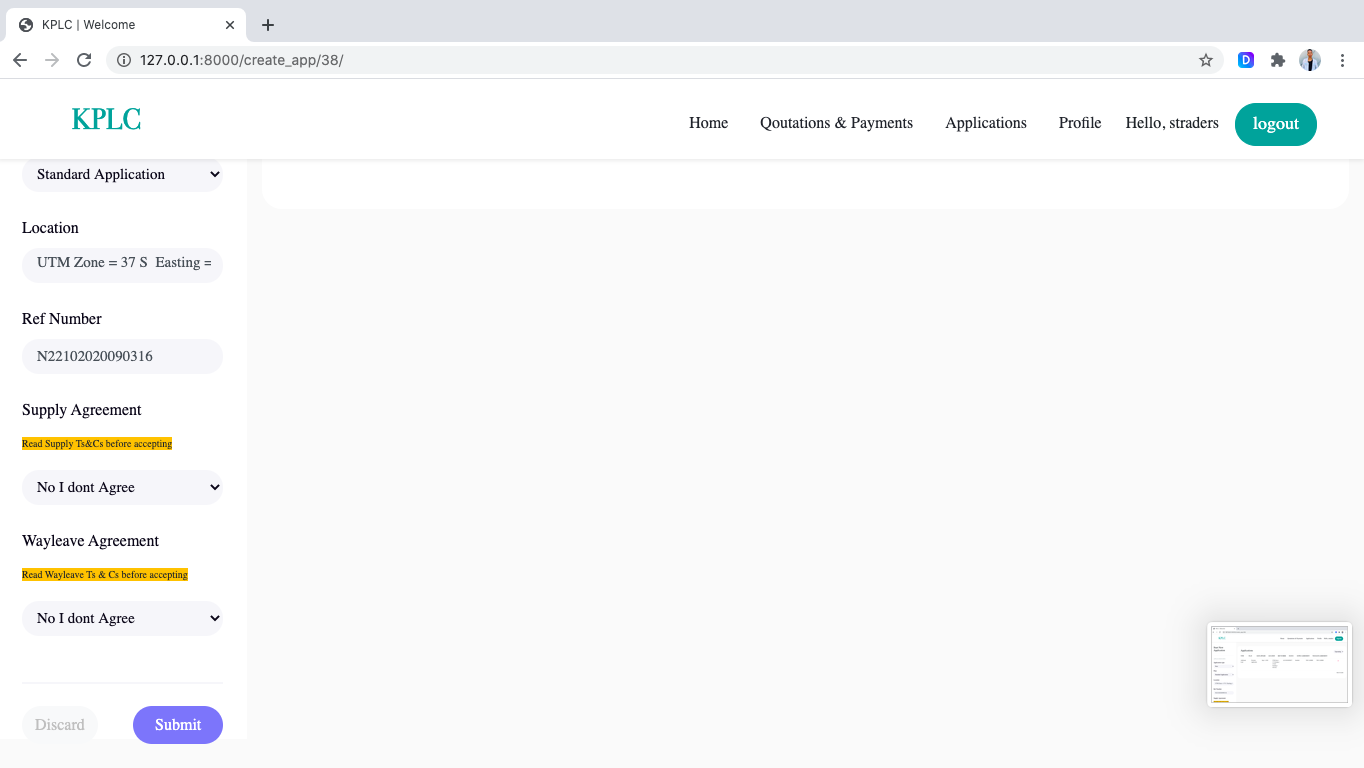 KPLC | Welcome
127.0.0.1:8000/create_app/38/
KPLC
Home
Qoutations & Payments
Applications
Profile
Hello, straders
logout
Standard Application
Location
UTM Zone = 37 S  Easting =
Ref Number
N22102020090316
Supply Agreement
Read Supply Ts&Cs before accepting
No I dont Agree
Wayleave Agreement
Read Wayleave Ts & Cs before accepting
No I dont Agree
Discard
Submit